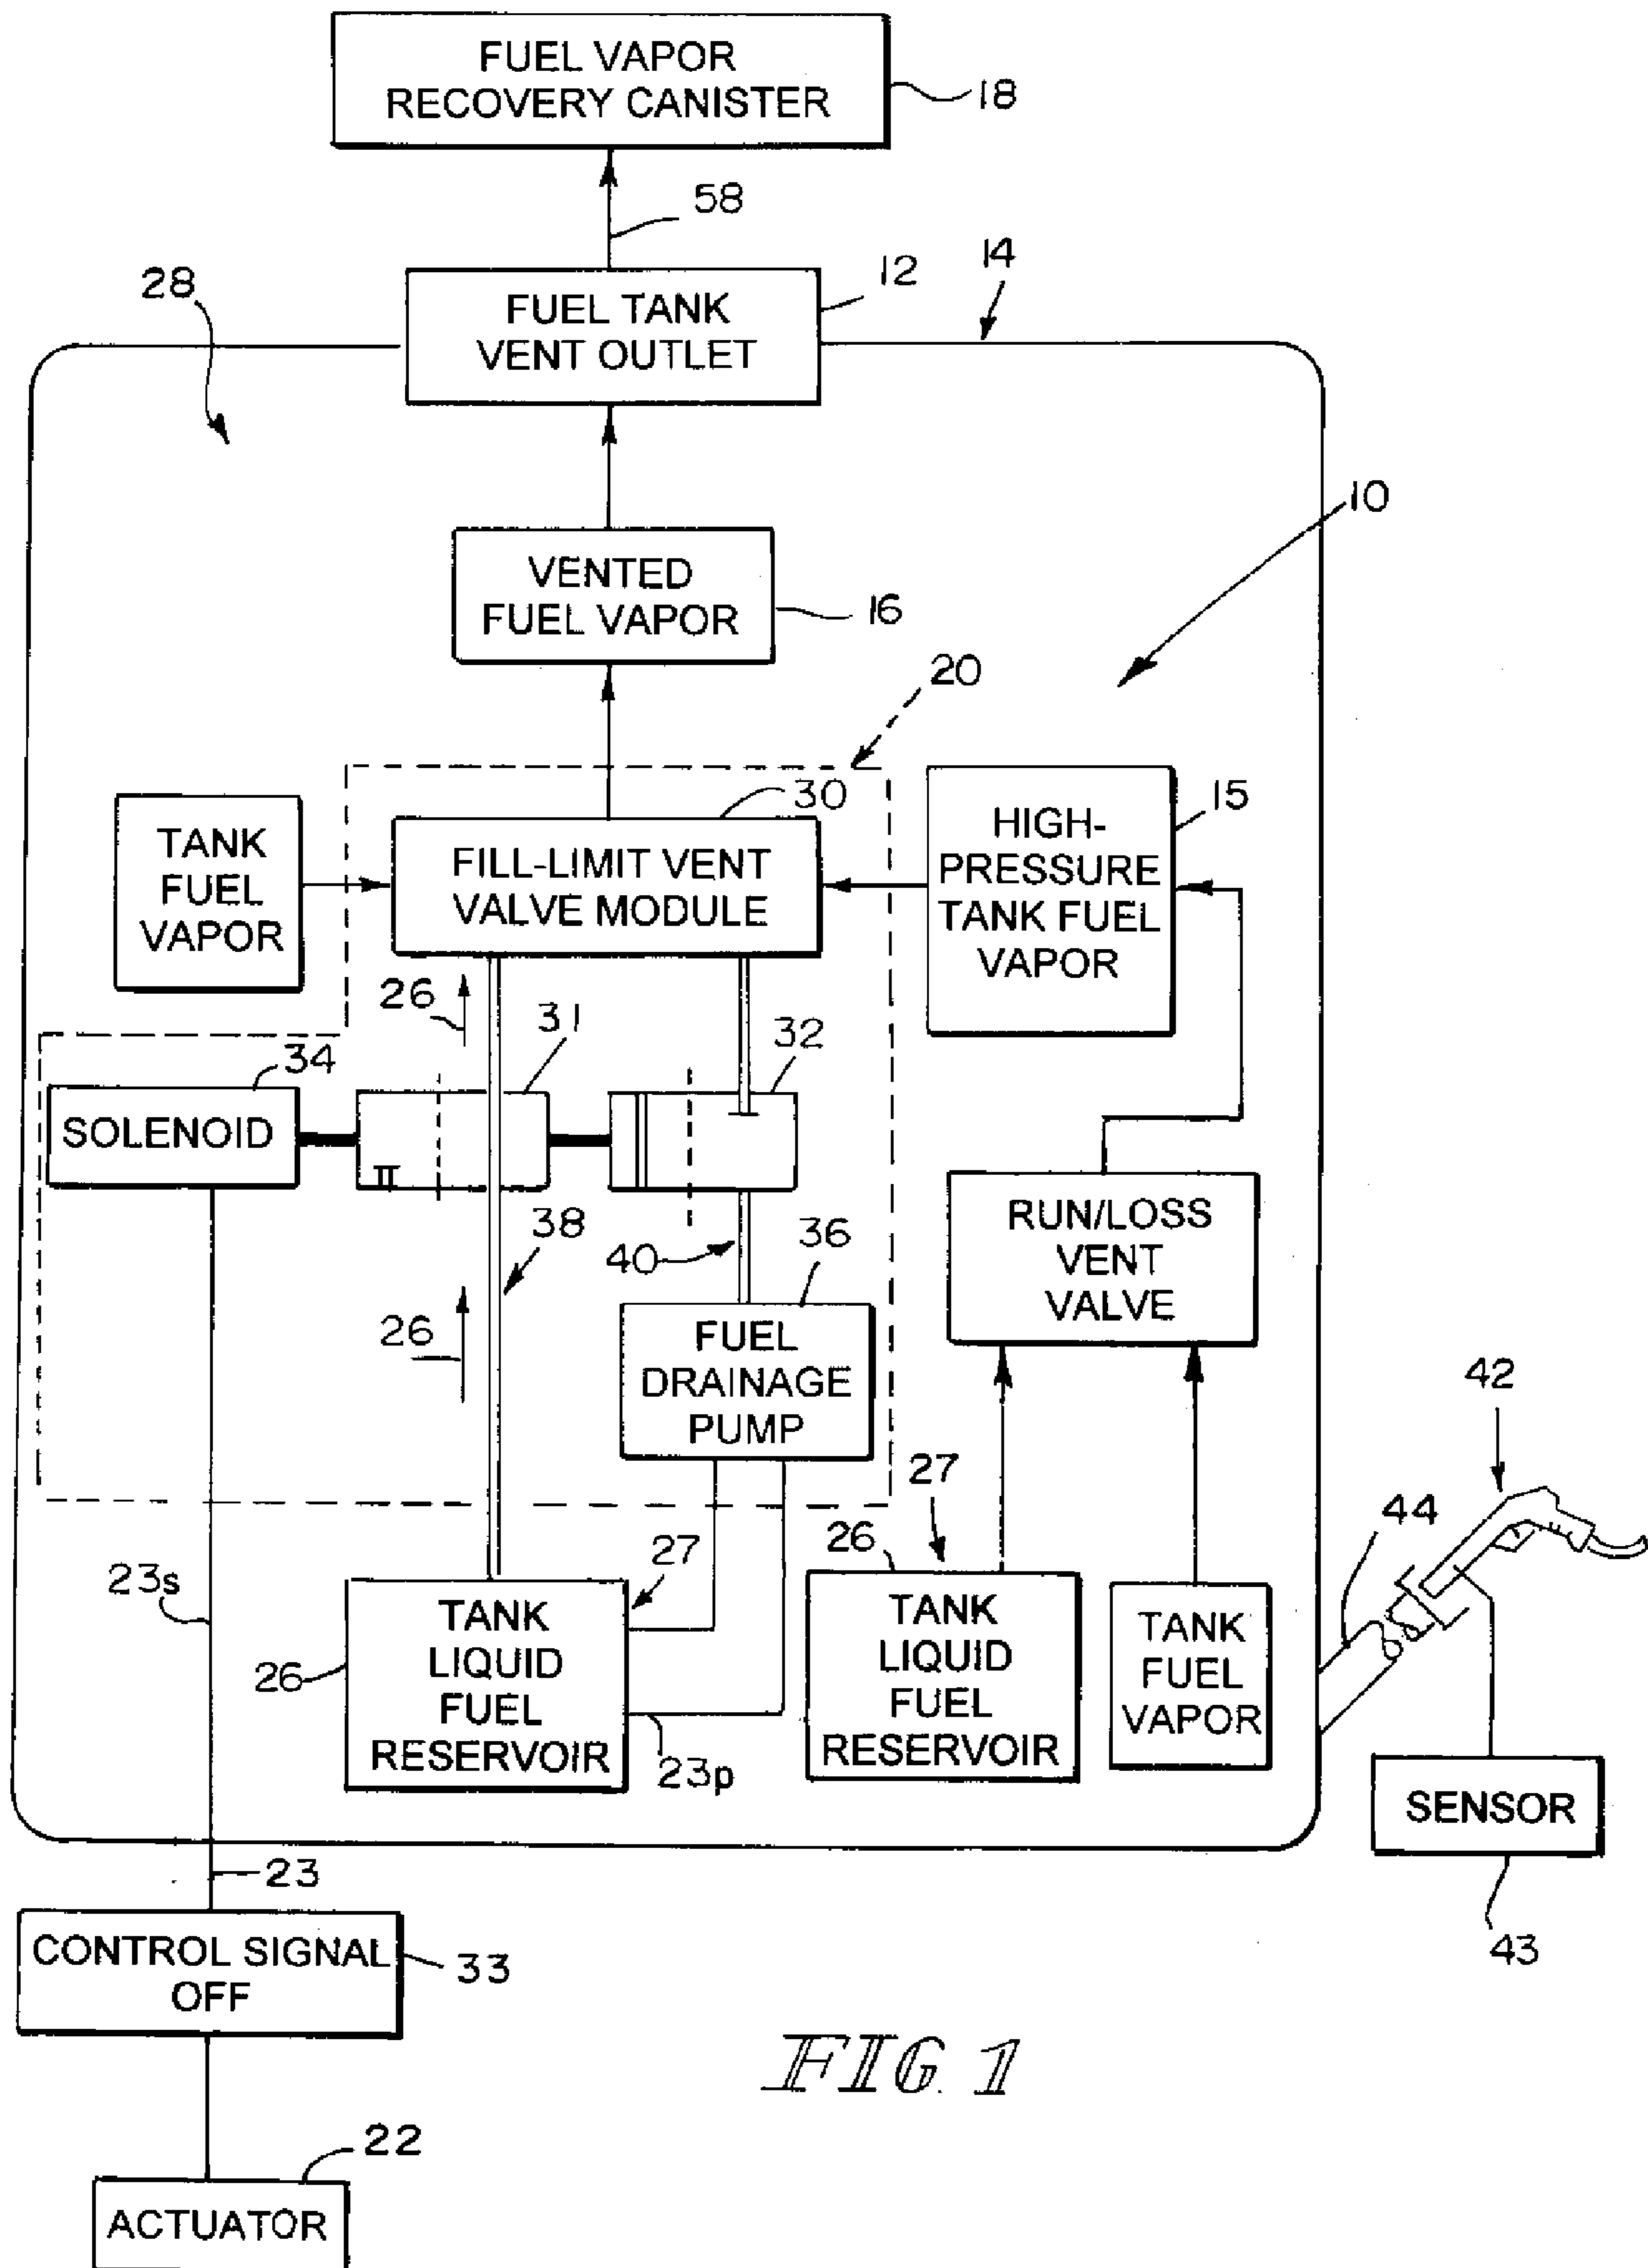 FUEL VAPOR
RECOVERY CANISTER
18
58
12
14
28
FUEL TANK
VENT OUTLET
10
VENTED
FUEL VAPOR
16
20
30
15
TANK
FUEL
VAPOR
FILL-LIMIT VENT
VALVE MODULE
HIGH-
PRESSURE
TANK FUEL
VAPOR
26
31
32
34
SOLENOID
38
40
36
RUN/LOSS
VENT
VALVE
26
FUEL
DRAINAGE
PUMP
42
27
44
26
27
23s
TANK
LIQUID
FUEL
RESERVOIR
26
23p
TANK
LIQUID
FUEL
RESERVOIR
TANK
FUEL
VAPOR
SENSOR
43
23
CONTROL SIGNAL
OFF
33
FIG. 1
22
ACTUATOR